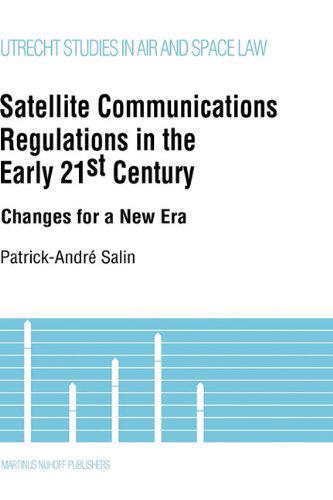 UTRECHT STUDIES IN AIR AND SPACE LAW
Satellite Communications
Regulations in the
Early 21st Century
Changes for a New Era
Patrick-André Salin
MARTINUS NIJHOFF PUBLISHERS